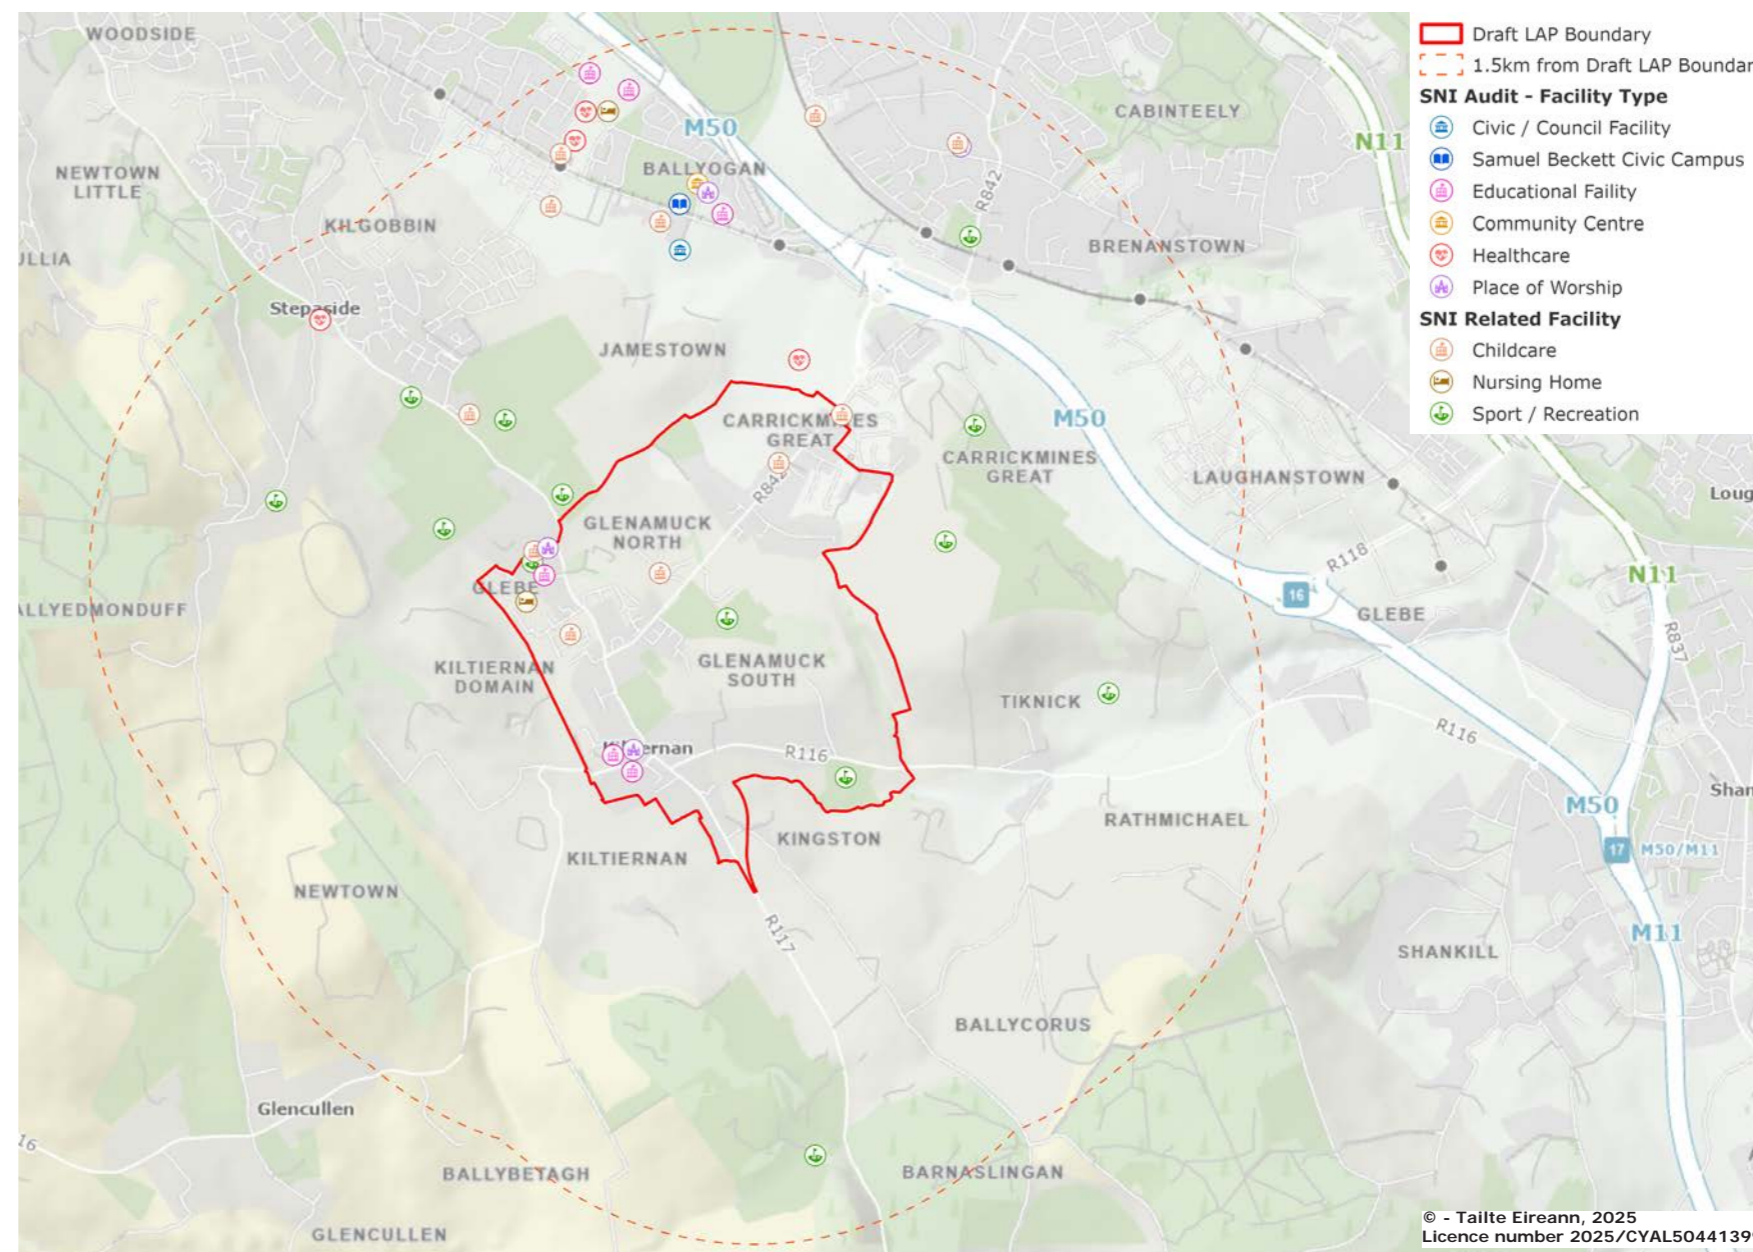 WOODSIDE
M50
CABINTEELY
N11
NEWTOWN
LITTLE
BALLYOGAN
R842
KILGOBBIN
BRENANSTOWN
JLLIA
Stepaside
JAMESTOWN
CARRICKMINES
GREAT
M50
CARRICKMINES
GREAT
LAUGHANSTOWN
R842
Loug
GLENAMUCK
NORTH
R118
N11
16
GLEBE
GLEBE
ALLYEDMONDUFF
R837
KILTIERNAN
DOMAIN
GLENAMUCK
SOUTH
TIKNICK
R116
Kilternan
R116
Shan
M50
RATHMICHAEL
KINGSTON
17
M50/M11
KILTIERNAN
NEWTOWN
R117
M11
SHANKILL
BALLYCORUS
Glencullen
16
BALLYBETAGH
BARNASLINGAN
GLENCULLEN
Draft LAP Boundary
1.5km from Draft LAP Boundar
SNI Audit - Facility Type
Civic / Council Facility
Samuel Beckett Civic Campus
Educational Faility
Community Centre
Healthcare
Place of Worship
SNI Related Facility
Childcare
Nursing Home
Sport / Recreation
© - Tailte Eireann, 2025
Licence number 2025/CYAL5044139